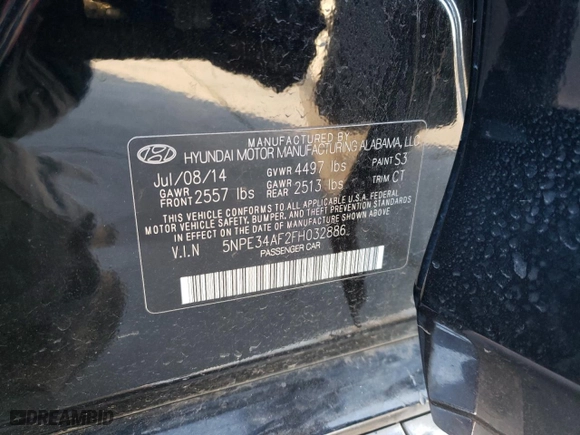 MANUFACTURED BY
HYUNDAI MOTOR MANUFACTURING ALABAMA, LLC
Jul/08/14 GVWR 4497 lbs PAINT S3
GAWR FRONT 2557 lbs GAWR REAR 2513 lbs TRIM CT
THIS VEHICLE CONFORMS TO ALL APPLICABLE U.S.A. FEDERAL
MOTOR VEHICLE SAFETY, BUMPER, AND THEFT PREVENTION
STANDARDS IN EFFECT ON THE DATE OF MANUFACTURE SHOWN ABOVE.
V.I.N 5NPE34AF2FH032886
PASSENGER CAR
DREAMBID